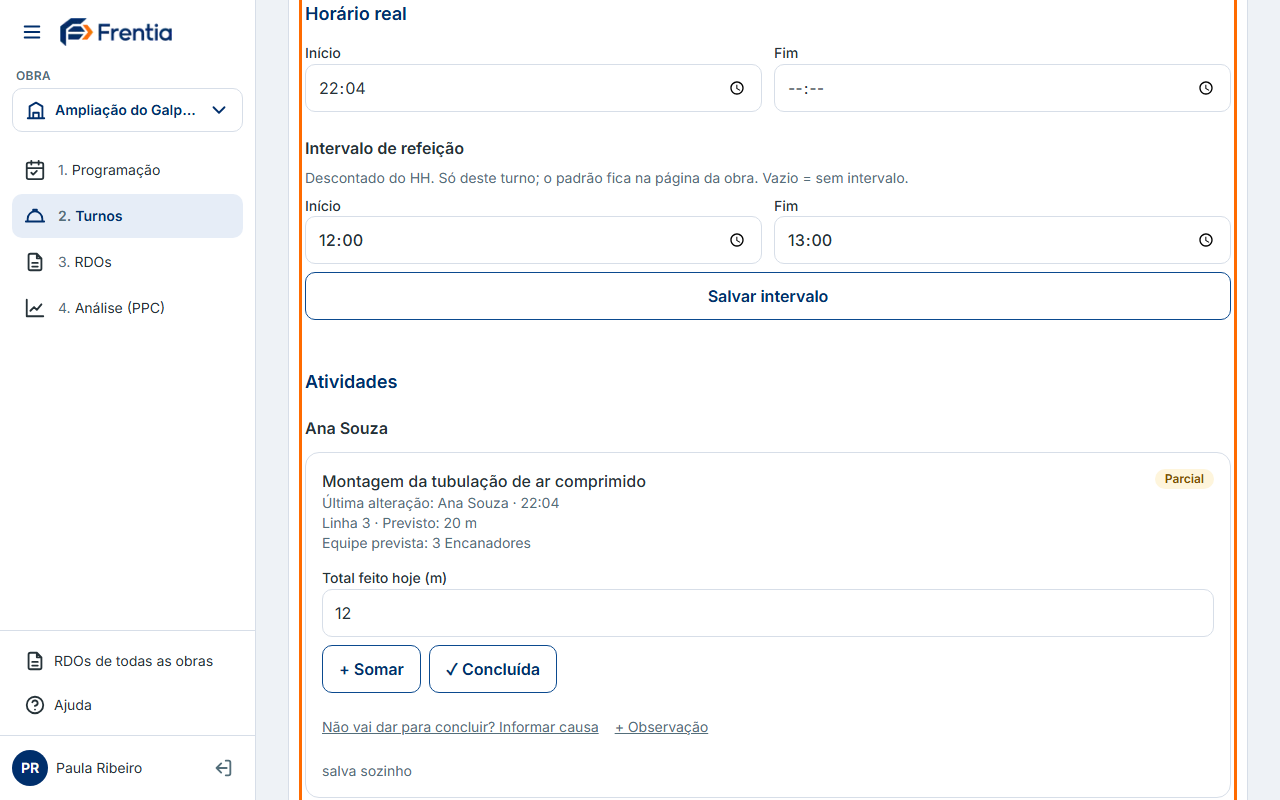 Frentia
OBRA
Ampliação do Galp...
1. Programação
2. Turnos
3. RDOs
4. Análise (PPC)
RDOs de todas as obras
Ajuda
PR
Paula Ribeiro
Horário real
Início
Fim
22:04
--:--
Intervalo de refeição
Descontado do HH. Só deste turno; o padrão fica na página da obra. Vazio = sem intervalo.
Início
Fim
12:00
13:00
Salvar intervalo
Atividades
Ana Souza
Montagem da tubulação de ar comprimido
Parcial
Última alteração: Ana Souza · 22:04
Linha 3 · Previsto: 20 m
Equipe prevista: 3 Encanadores
Total feito hoje (m)
12
+ Somar
✓ Concluída
Não vai dar para concluir? Informar causa
+ Observação
salva sozinho